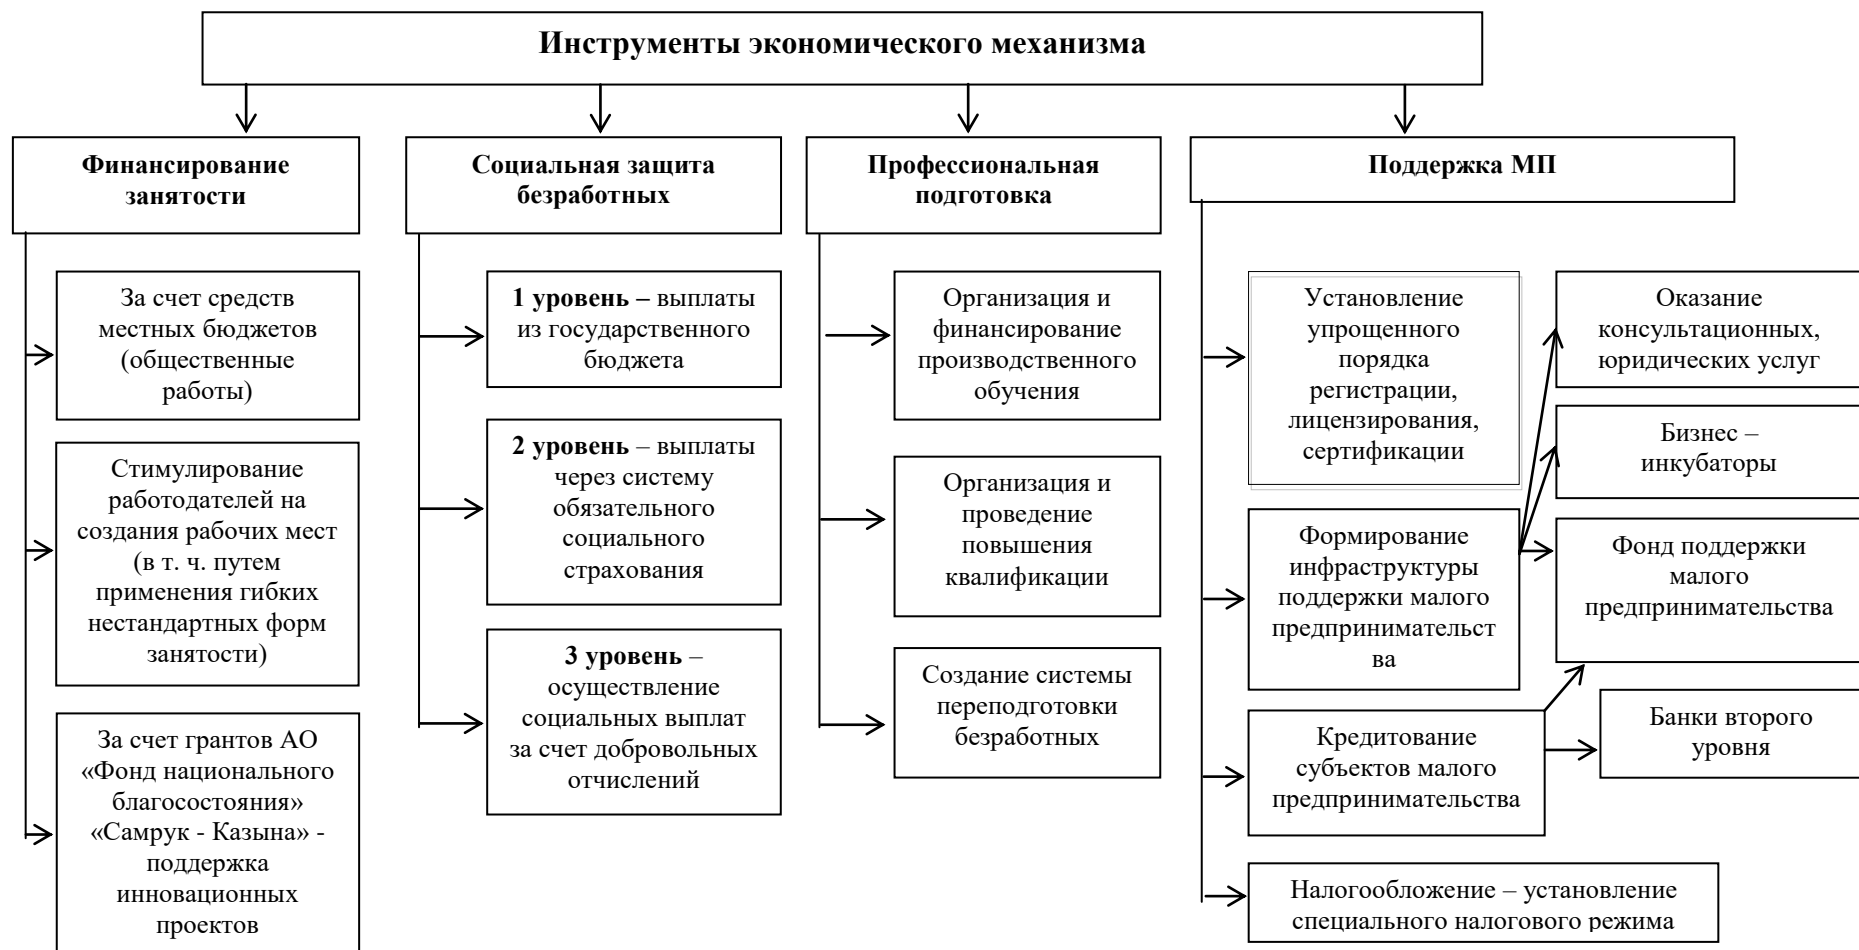 Инструменты экономического механизма
Финансирование
занятости
За счет средств
местных бюджетов
(общественные
работы)
Стимулирование
работодателей на
создания рабочих мест
(в т. ч. путем
применения гибких
нестандартных форм
занятости)
За счет грантов АО
«Фонд национального
благосостояния»
«Самрук - Казына» -
поддержка
инновационных
проектов
Социальная защита
безработных
1 уровень – выплаты
из государственного
бюджета
2 уровень – выплаты
через систему
обязательного
социального
страхования
3 уровень –
осуществление
социальных выплат
за счет добровольных
отчислений
Профессиональная
подготовка
Организация и
финансирование
производственного
обучения
Организация и
проведение
повышения
квалификации
Создание системы
переподготовки
безработных
Поддержка МП
Установление
упрощенного
порядка
регистрации,
лицензирования,
сертификации
Формирование
инфраструктуры
поддержки малого
предпринимательст
ва
Кредитование
субъектов малого
предпринимательства
Налогообложение – установление
специального налогового режима
Оказание
консультационных,
юридических услуг
Бизнес –
инкубаторы
Фонд поддержки
малого
предпринимательства
Банки второго
уровня